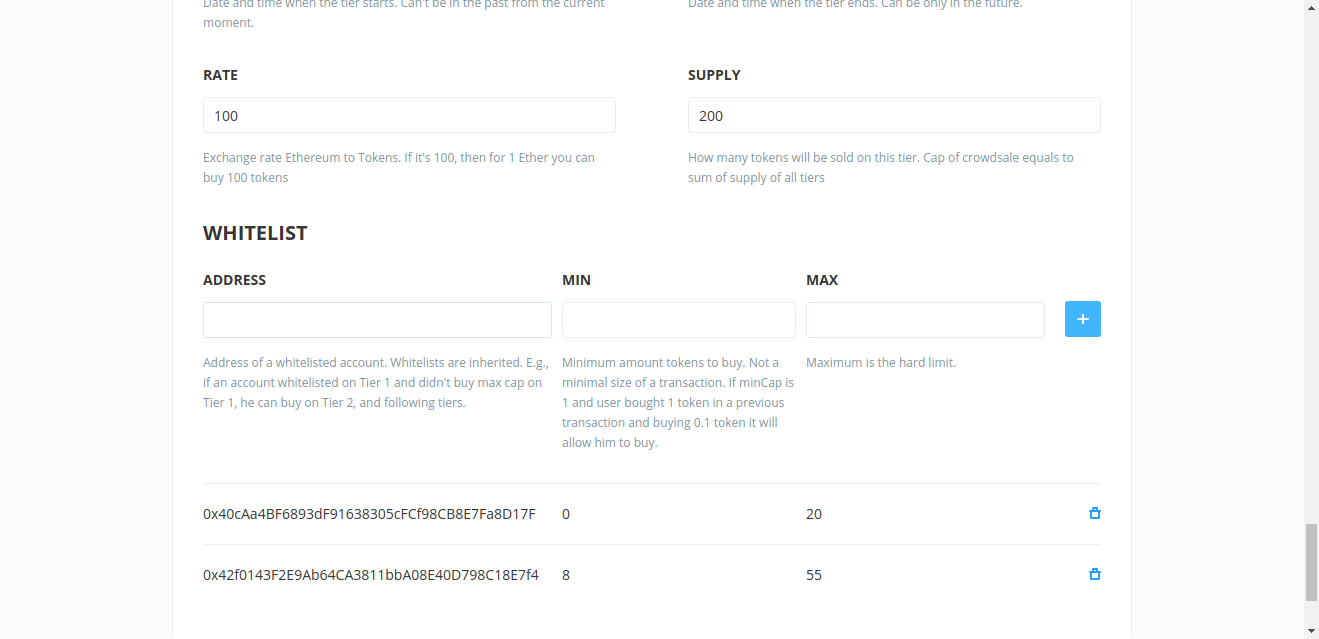 Date and time when the tier starts. Can't be in the past from the current
moment.
Date and time when the tier ends. Can be only in the future.
RATE
100
Exchange rate Ethereum to Tokens. If it's 100, then for 1 Ether you can
buy 100 tokens
SUPPLY
200
How many tokens will be sold on this tier. Cap of crowdsale equals to
sum of supply of all tiers
WHITELIST
ADDRESS
Address of a whitelisted account. Whitelists are inherited. E.g.,
if an account whitelisted on Tier 1 and didn't buy max cap on
Tier 1, he can buy on Tier 2, and following tiers.
MIN
Minimum amount tokens to buy. Not a
minimal size of a transaction. If minCap is
1 and user bought 1 token in a previous
transaction and buying 0.1 token it will
allow him to buy.
MAX
Maximum is the hard limit.
+
0x40cAa4BF6893dF91638305cFCf98CB8E7Fa8D17F 0 20
0x42f0143F2E9Ab64CA3811bbA08E40D798C18E7f4 8 55